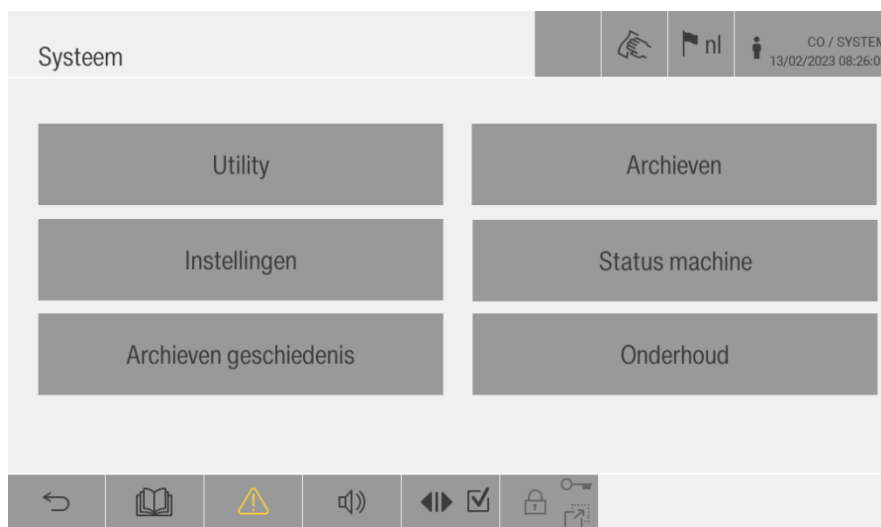 Systeem
nl
CO / SYSTEM
13/02/2023 08:26:0
Utility
Archieven
Instellingen
Status machine
Archieven geschiedenis
Onderhoud